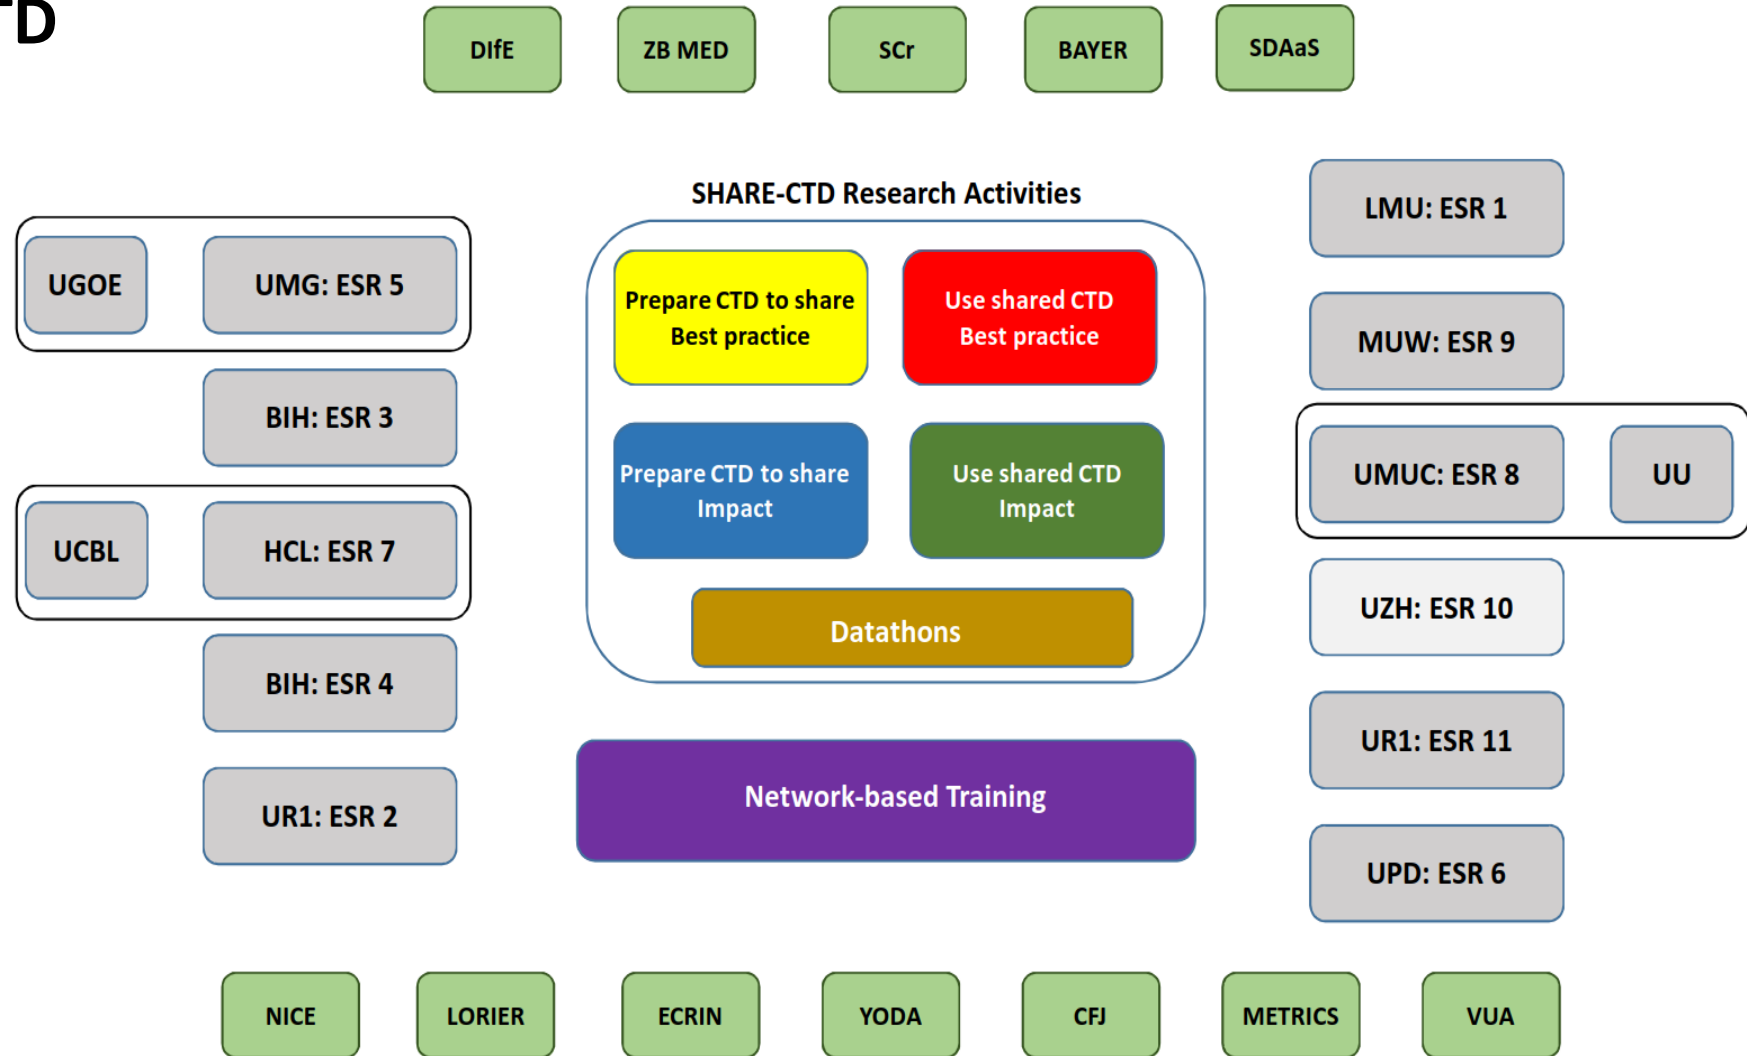 TD
DIfE
ZB MED
SCr
BAYER
SDAaS
SHARE-CTD Research Activities
UGOE
UMG: ESR 5
BIH: ESR 3
UCBL
HCL: ESR 7
BIH: ESR 4
UR1: ESR 2
Prepare CTD to share
Best practice
Use shared CTD
Best practice
Prepare CTD to share
Impact
Use shared CTD
Impact
Datathons
Network-based Training
LMU: ESR 1
MUW: ESR 9
UMUC: ESR 8
UU
UZH: ESR 10
UR1: ESR 11
UPD: ESR 6
NICE
LORIER
ECRIN
YODA
CFJ
METRICS
VUA